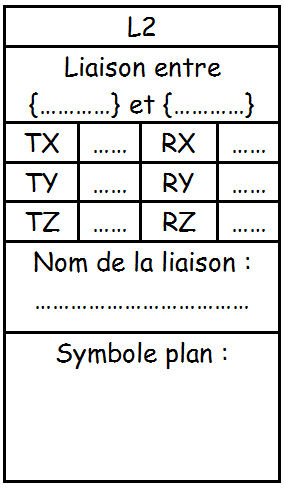 L2
Liaison entre
{…………} et {…………}
TX …… RX ……
TY …… RY ……
TZ …… RZ ……
Nom de la liaison :
………………………………
Symbole plan :